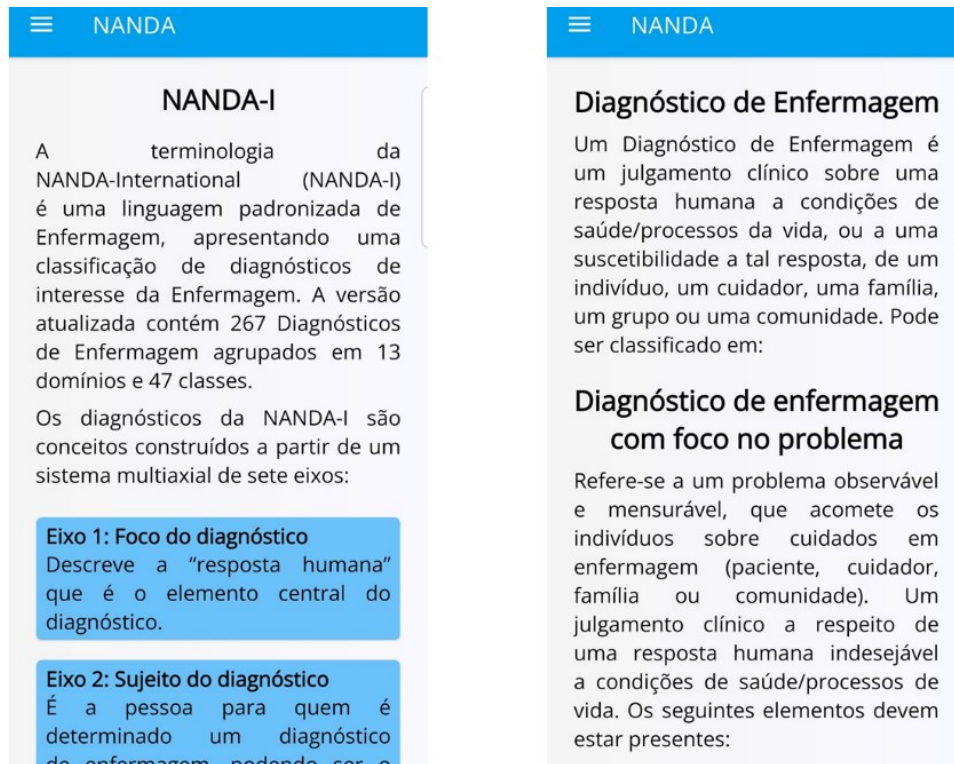 NANDA
NANDA-I
A terminologia da
NANDA-International (NANDA-I)
é uma linguagem padronizada de
Enfermagem, apresentando uma
classificação de diagnósticos de
interesse da Enfermagem. A versão
atualizada contém 267 Diagnósticos
de Enfermagem agrupados em 13
domínios e 47 classes.
Os diagnósticos da NANDA-I são
conceitos construídos a partir de um
sistema multiaxial de sete eixos:
Eixo 1: Foco do diagnóstico
Descreve a “resposta humana”
que é o elemento central do
diagnóstico.
Eixo 2: Sujeito do diagnóstico
É a pessoa para quem é
determinado um diagnóstico
de enfermagem, podendo ser o
NANDA
Diagnóstico de Enfermagem
Um Diagnóstico de Enfermagem é
um julgamento clínico sobre uma
resposta humana a condições de
saúde/processos da vida, ou a uma
suscetibilidade a tal resposta, de um
indivíduo, um cuidador, uma família,
um grupo ou uma comunidade. Pode
ser classificado em:
Diagnóstico de enfermagem
com foco no problema
Refere-se a um problema observável
e mensurável, que acomete os
indivíduos sobre cuidados em
enfermagem (paciente, cuidador,
família ou comunidade). Um
julgamento clínico a respeito de
uma resposta humana indesejável
a condições de saúde/processos de
vida. Os seguintes elementos devem
estar presentes: